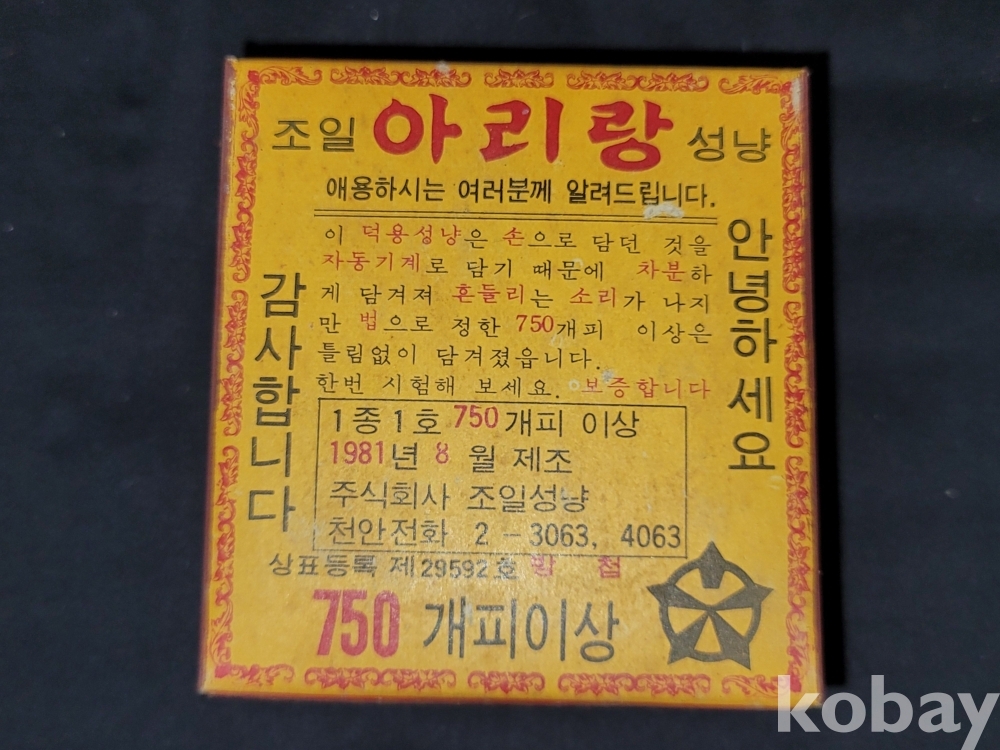 조일 아리랑 성냥
애용하시는 여러분께 알려드립니다.
안녕하세요
이 덕용성냥은 손으로 담던 것을
자동기계로 담기 때문에 차분하
게 담겨져 흔들리는 소리가 나지
만 법으로 정한 750개피 이상은
틀림없이 담겨졌읍니다.
한번 시험해 보세요. 보증합니다
감사합니다
1종1호 750개피 이상
1981년 8월 제조
주식회사 조일성냥
천안전화 2-3063, 4063
상표등록 제29592호 방첩
750 개피이상
kobay